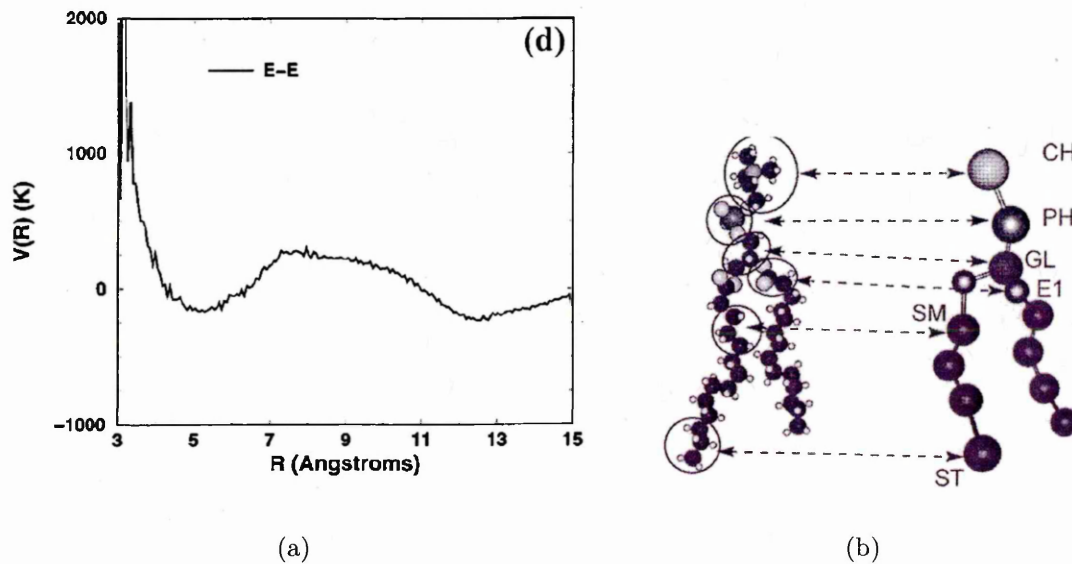 2000
(d)
E-E
1000
V(R) (K)
0
-1000
3 5 7 9 11 13 15
R (Angstroms)
CH
PH
GL
E1
SM
ST
(a)
(b)